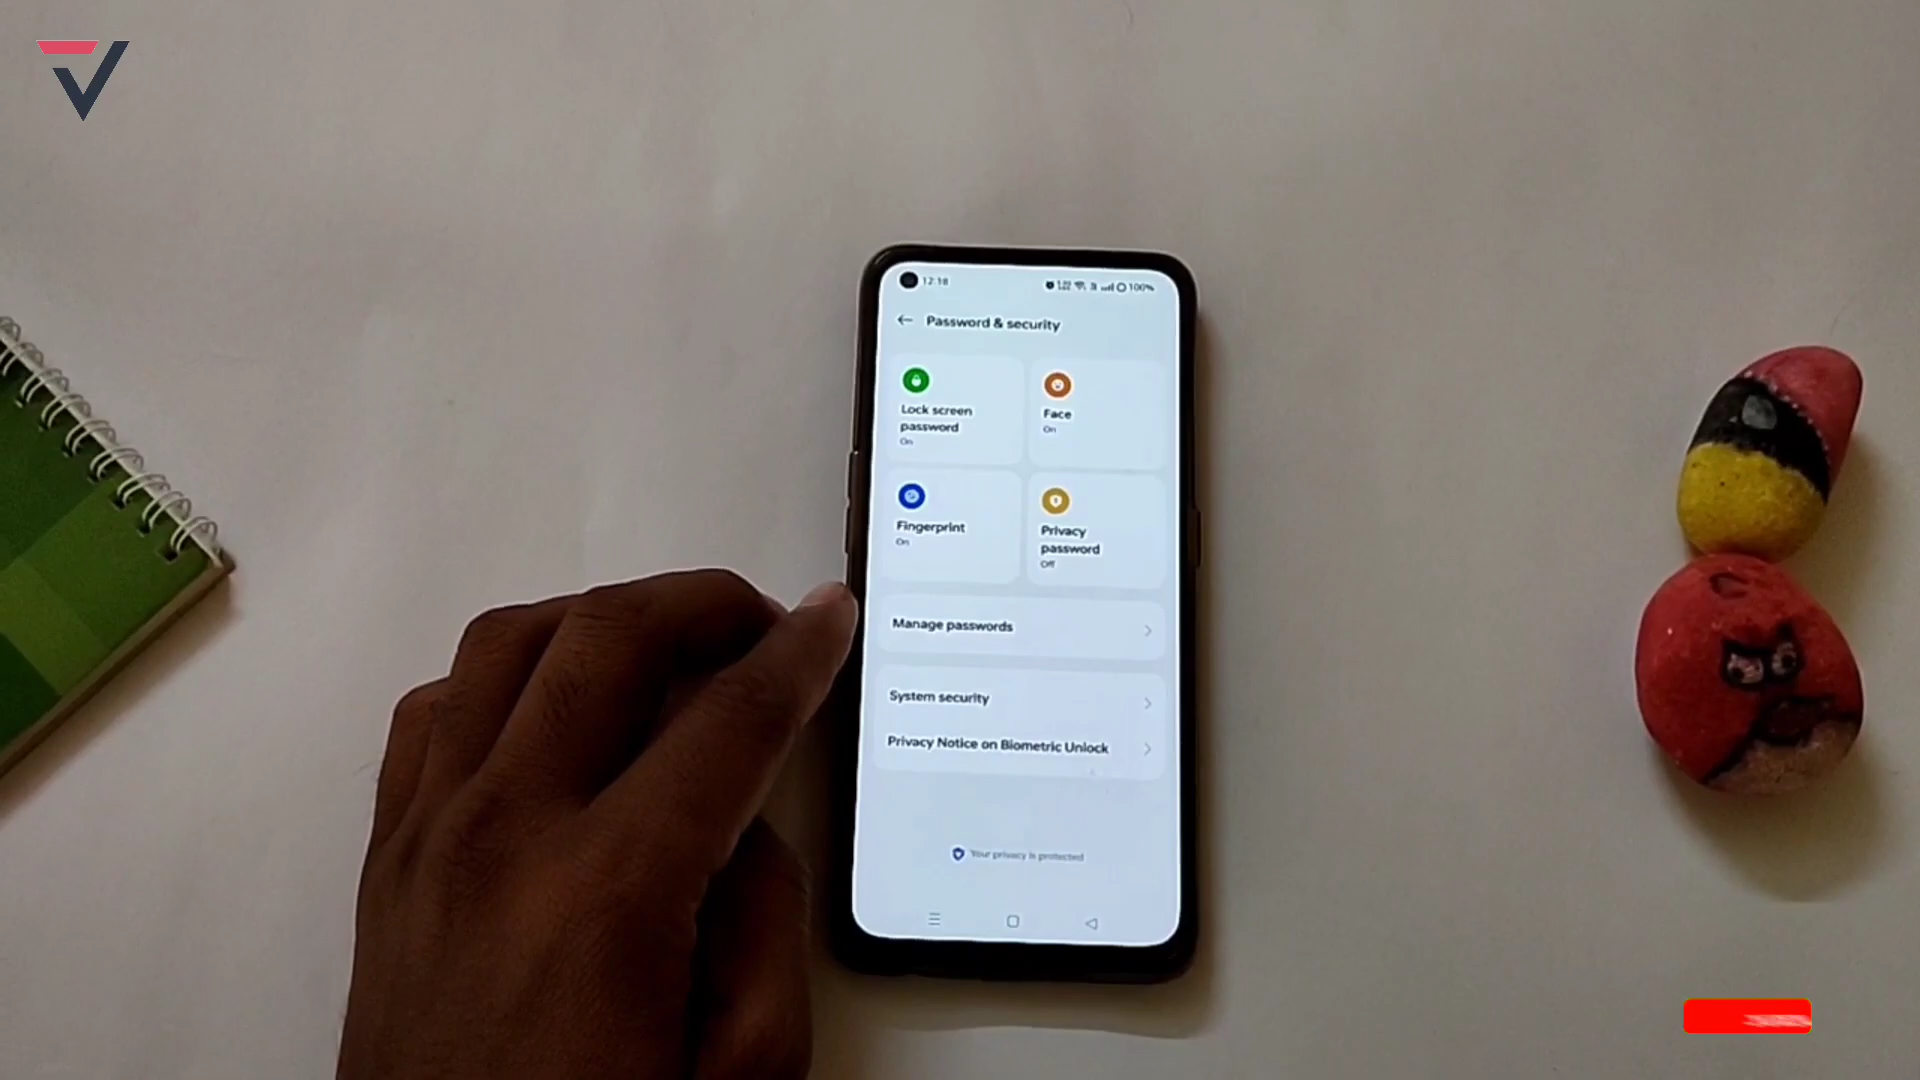 12:18
100%
Password & security
Lock screen
password
On
Face
On
Fingerprint
On
Privacy
password
Off
Manage passwords
System security
Privacy Notice on Biometric Unlock
Your privacy is protected